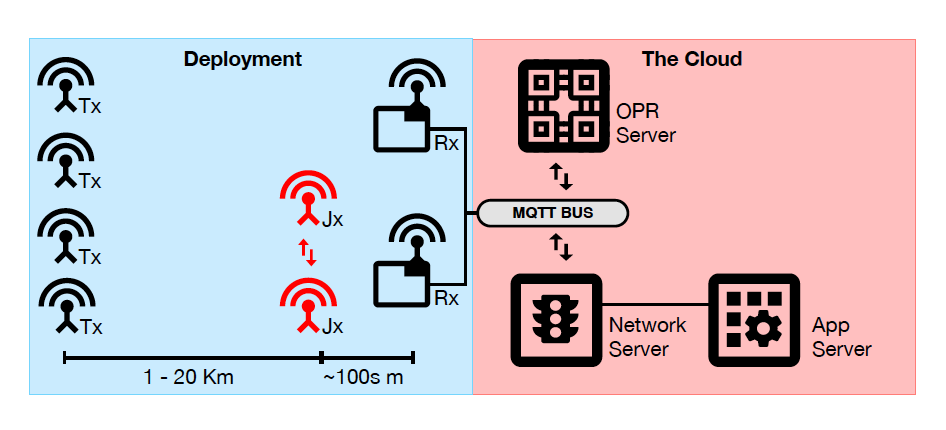 Deployment
The Cloud
Tx
Tx
Tx
Tx
Jx
Jx
Rx
Rx
OPR
Server
MQTT BUS
Network
Server
App
Server
1 - 20 Km
~100s m